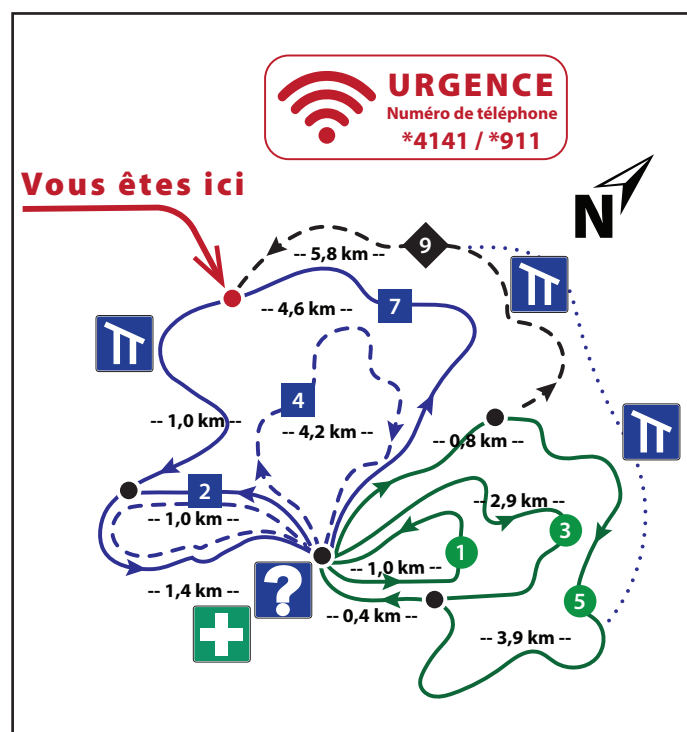 URGENCE
Numéro de téléphone
*4141 / *911
Vous êtes ici
N
9
-- 5,8 km --
-- 4,6 km --
7
4
-- 1,0 km --
-- 4,2 km --
-- 0,8 km --
2
-- 1,0 km --
-- 2,9 km --
3
1
-- 1,0 km --
-- 1,4 km --
?
-- 0,4 km --
5
-- 3,9 km --